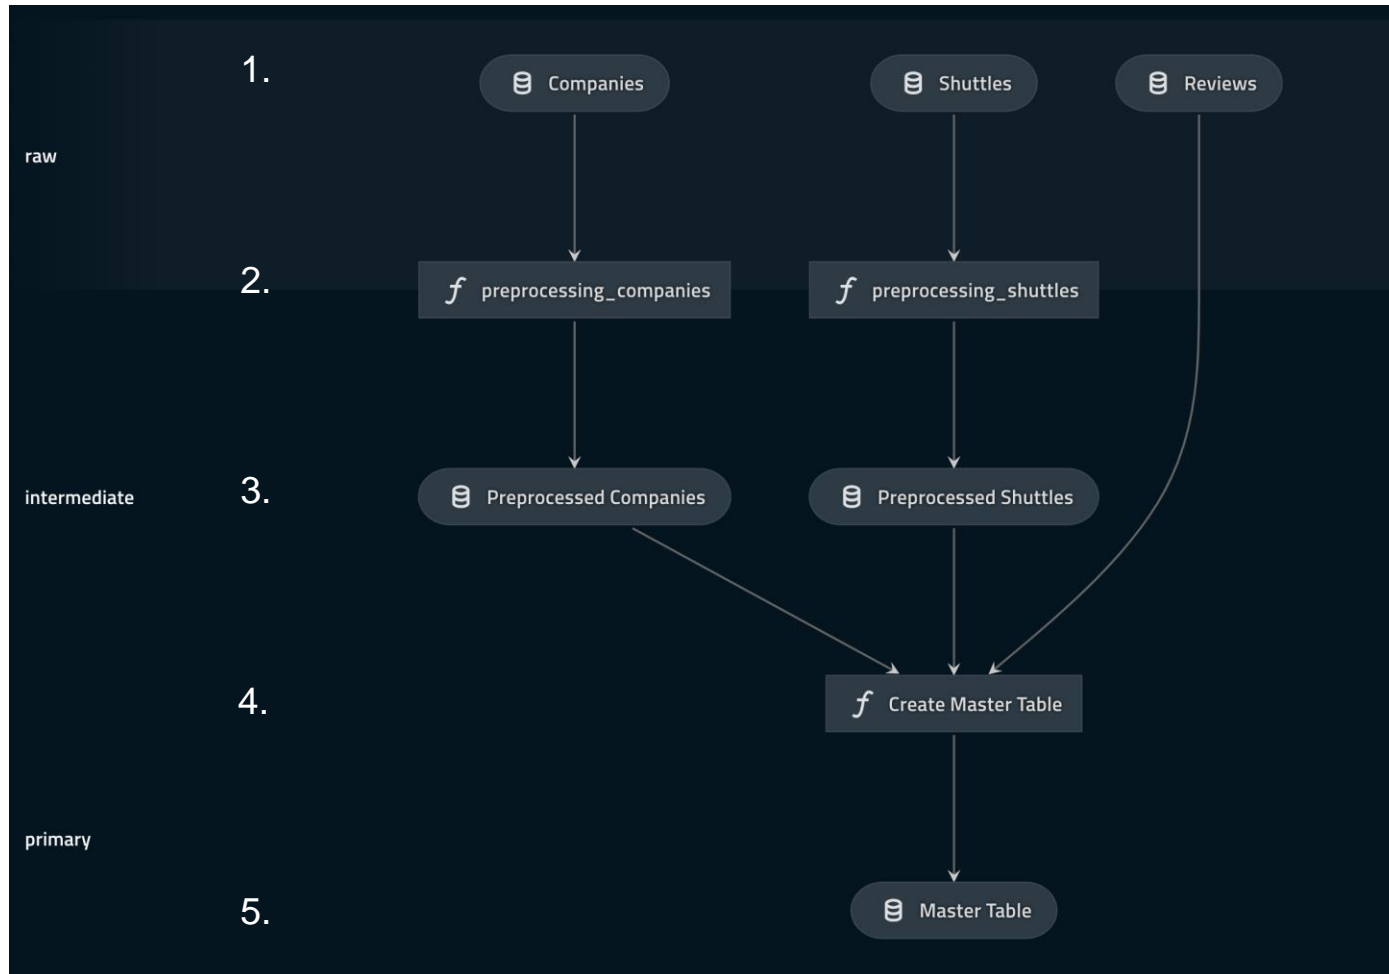 1.
Companies
Shuttles
Reviews
raw
2.
preprocessing_companies
preprocessing_shuttles
intermediate
3.
Preprocessed Companies
Preprocessed Shuttles
4.
Create Master Table
primary
5.
Master Table